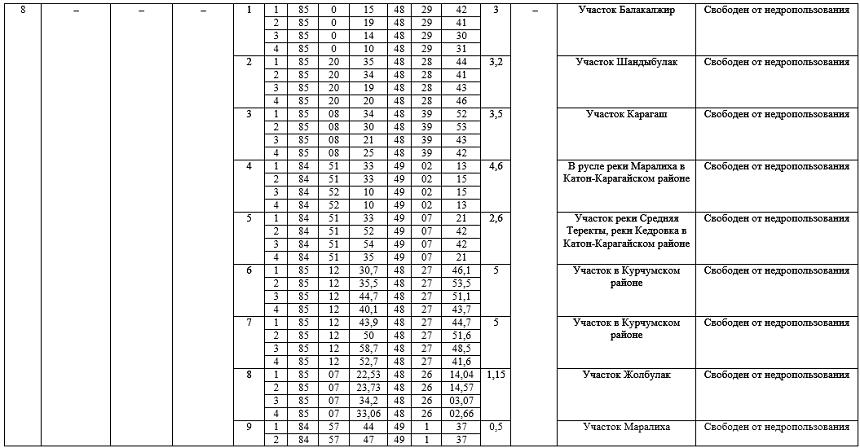 8 – – – 1 1 85 0 15 48 29 42 3 – Участок Балакалжир Свободен от недропользования
2 85 0 19 48 29 41
3 85 0 14 48 29 30
4 85 0 10 48 29 31
2 1 85 20 35 48 28 44 3,2 Участок Шандыбулак Свободен от недропользования
2 85 20 34 48 28 41
3 85 20 19 48 28 43
4 85 20 20 48 28 46
3 1 85 08 34 48 39 52 3,5 Участок Карагаш Свободен от недропользования
2 85 08 30 48 39 53
3 85 08 21 48 39 43
4 85 08 25 48 39 42
4 1 84 51 33 49 02 13 4,6 В русле реки Маралиха в Свободен от недропользования
2 84 51 33 49 02 15 Катон-Карагайском районе
3 84 52 10 49 02 15
4 84 52 10 49 02 13
5 1 84 51 33 49 07 21 2,6 Участок реки Средняя Свободен от недропользования
2 84 51 52 49 07 42 Теректы, реки Кедровка в
3 84 51 54 49 07 42 Катон-Карагайском районе
4 84 51 35 49 07 21
6 1 85 12 30,7 48 27 46,1 5 Участок в Курчумском Свободен от недропользования
2 85 12 35,5 48 27 53,5 районе
3 85 12 44,7 48 27 51,1
4 85 12 40,1 48 27 43,7
7 1 85 12 43,9 48 27 44,7 5 Участок в Курчумском Свободен от недропользования
2 85 12 50 48 27 51,6 районе
3 85 12 58,7 48 27 48,5
4 85 12 52,7 48 27 41,6
8 1 85 07 22,53 48 26 14,04 1,15 Участок Жолбулак Свободен от недропользования
2 85 07 23,73 48 26 14,57
3 85 07 34,2 48 26 03,07
4 85 07 33,06 48 26 02,66
9 1 84 57 44 49 1 37 0,5 Участок Маралиха Свободен от недропользования
2 84 57 47 49 1 37